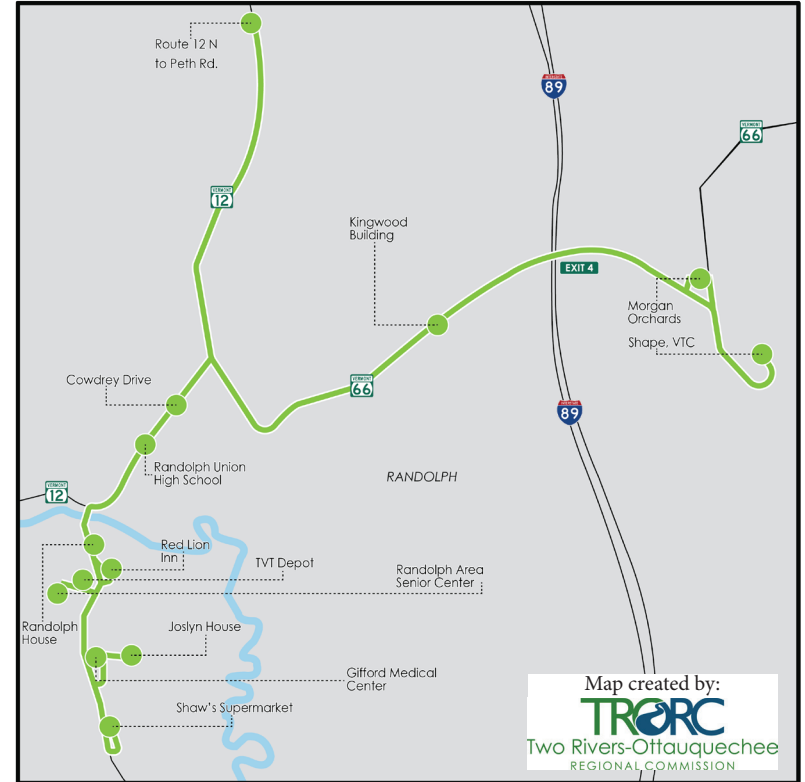 Route 12 N
to Peth Rd.
INTERSTATE
89
VERMONT
66
VERMONT
12
Kingwood
Building
EXIT 4
Morgan
Orchards
Shape, VTC
Cowdrey Drive
VERMONT
66
INTERSTATE
89
Randolph Union
High School
RANDOLPH
VERMONT
12
Red Lion
Inn
TVT Depot
Randolph Area
Senior Center
Randolph
House
Joslyn House
Gifford Medical
Center
Shaw's Supermarket
Map created by:
TRORC
Two Rivers-Ottauquechee
REGIONAL COMMISSION